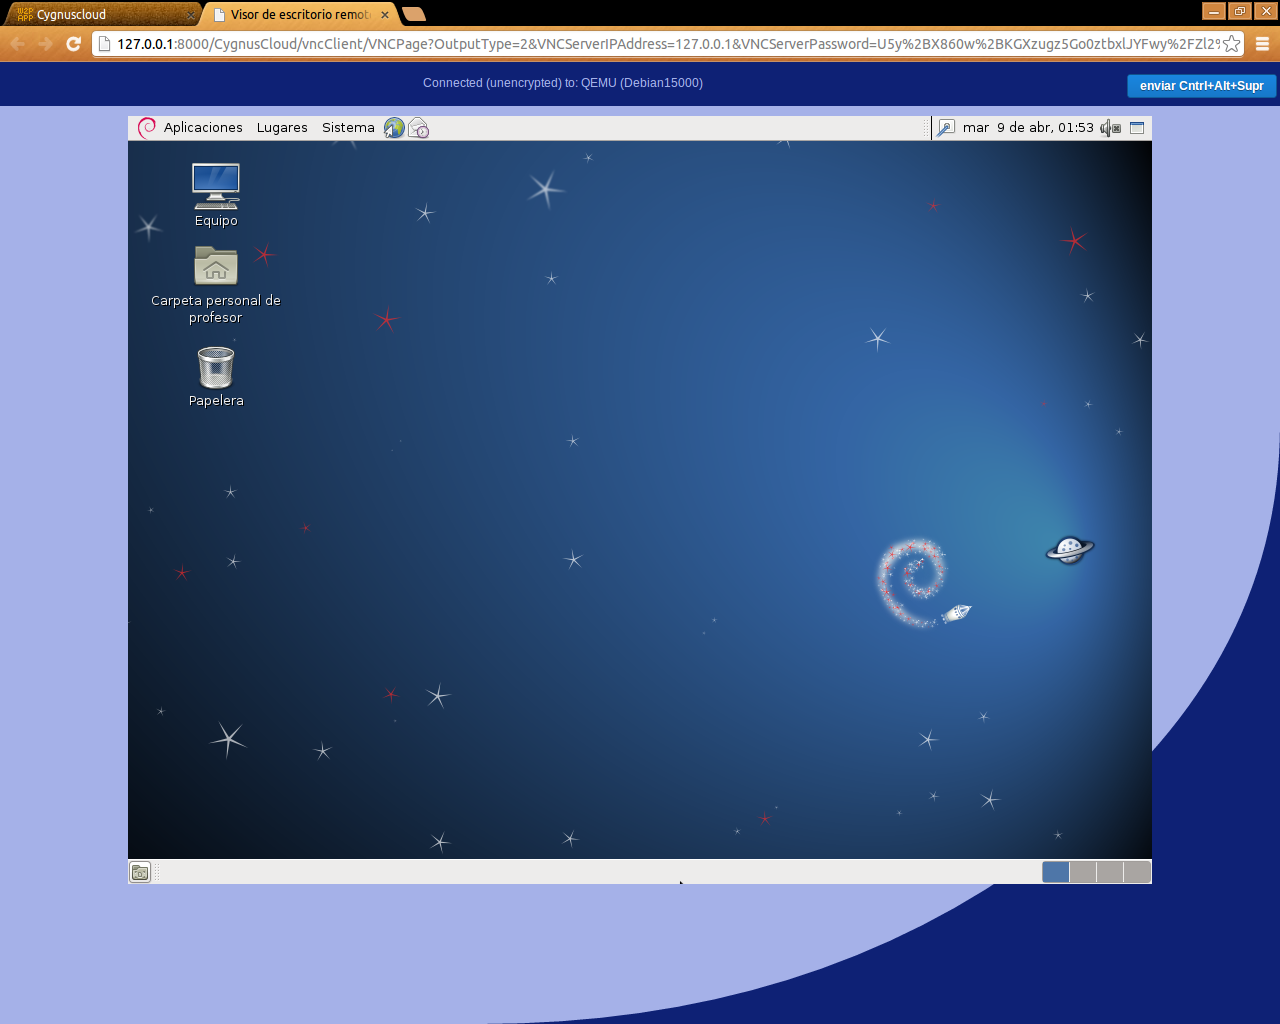 W2P
APP
Cygnuscloud
Visor de escritorio remot
127.0.0.1:8000/CygnusCloud/vncClient/VNCPage?OutputType=2&VNCServerIPAddress=127.0.0.1&VNCServerPassword=U5y%2BX860w%2BKGXzugz5Go0ztbxlJYFwy%2FZl2%
Connected (unencrypted) to: QEMU (Debian15000)
enviar Cntrl+Alt+Supr
Aplicaciones Lugares Sistema
mar 9 de abr, 01:53
Equipo
Carpeta personal de
profesor
Papelera